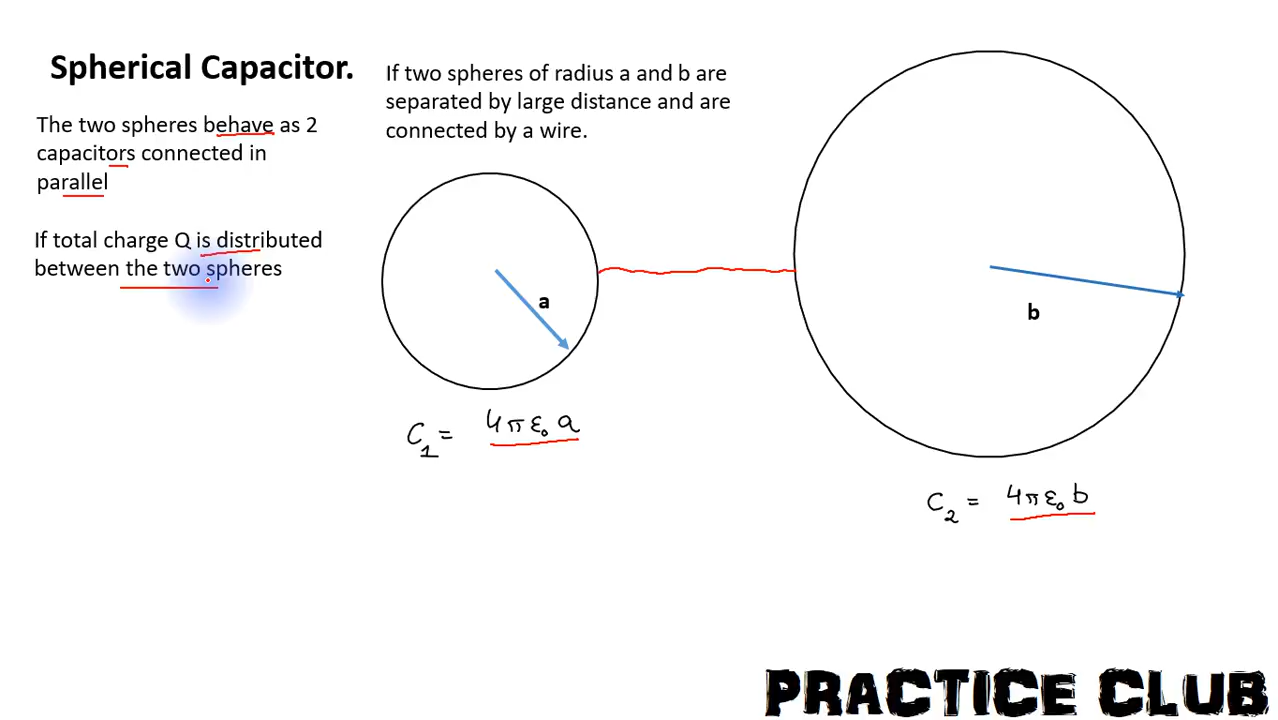 Spherical Capacitor.
The two spheres behave as 2
capacitors connected in
parallel
If total charge Q is distributed
between the two spheres
If two spheres of radius a and b are
separated by large distance and are
connected by a wire.
a
b
C₁ = 4πε₀ a
C₂ = 4πε₀ b
PRACTICE CLUB